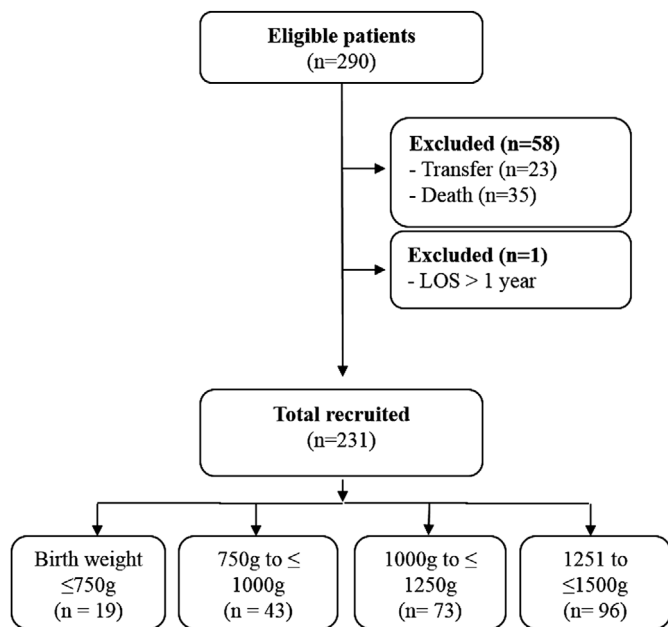 Eligible patients
(n=290)
Excluded (n=58)
- Transfer (n=23)
- Death (n=35)
Excluded (n=1)
- LOS > 1 year
Total recruited
(n=231)
Birth weight
≤750g
(n = 19)
750g to ≤
1000g
(n = 43)
1000g to ≤
1250g
(n= 73)
1251 to
≤1500g
(n= 96)